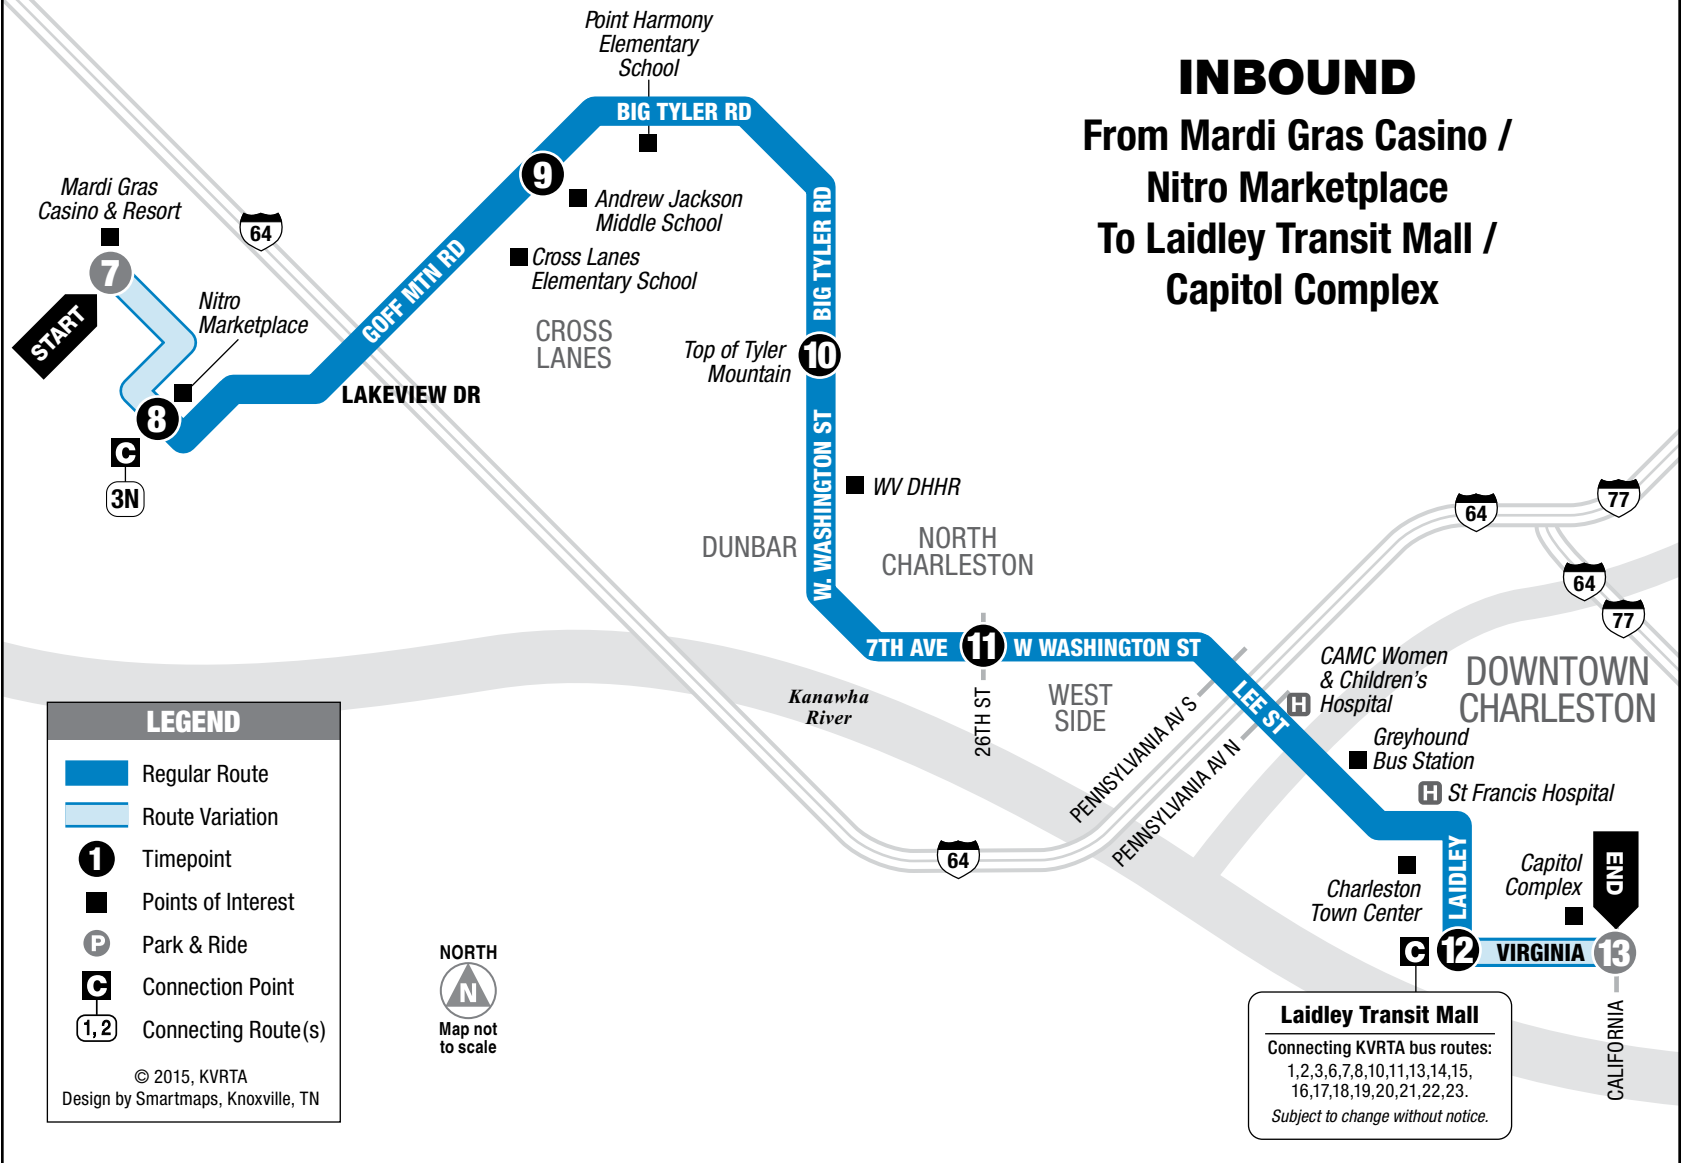 INBOUND
From Mardi Gras Casino /
Nitro Marketplace
To Laidley Transit Mall /
Capitol Complex
Point Harmony
Elementary
School
BIG TYLER RD
9
Andrew Jackson
Middle School
Cross Lanes
Elementary School
Mardi Gras
Casino & Resort
64
7
START
Nitro
Marketplace
GOFF MTN RD
CROSS
LANES
BIG TYLER RD
Top of Tyler
Mountain
10
LAKEVIEW DR
8
C
3N
W. WASHINGTON ST
WV DHHR
DUNBAR
NORTH
CHARLESTON
64
77
64
77
7TH AVE
11
W WASHINGTON ST
26TH ST
WEST
SIDE
Kanawha
River
PENNSYLVANIA AV S
PENNSYLVANIA AV N
LEE ST
H
CAMC Women
& Children's
Hospital
DOWNTOWN
CHARLESTON
Greyhound
Bus Station
H
St Francis Hospital
64
LAIDLEY
Charleston
Town Center
Capitol
Complex
END
C
12
VIRGINIA
13
CALIFORNIA
Laidley Transit Mall
Connecting KVRTA bus routes:
1,2,3,6,7,8,10,11,13,14,15,
16,17,18,19,20,21,22,23.
Subject to change without notice.
LEGEND
Regular Route
Route Variation
1
Timepoint
Points of Interest
P
Park & Ride
C
Connection Point
1, 2
Connecting Route(s)
© 2015, KVRTA
Design by Smartmaps, Knoxville, TN
NORTH
N
Map not
to scale